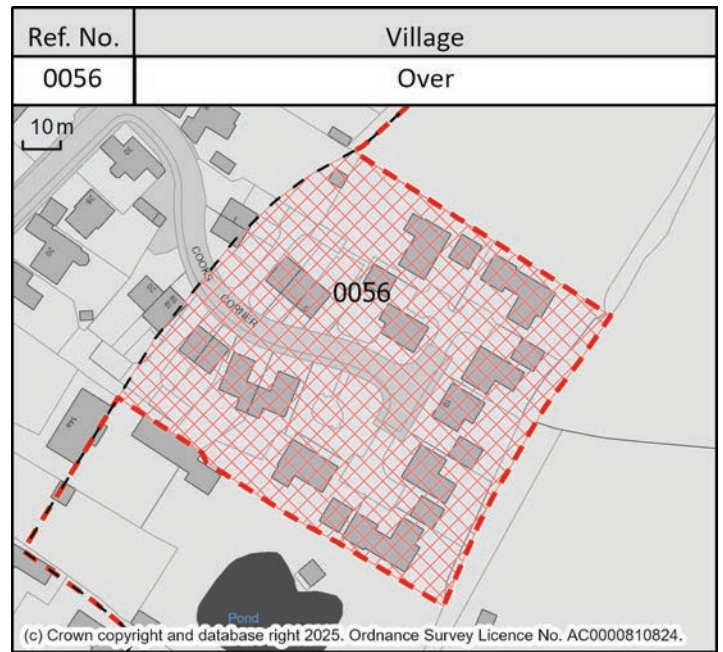 Ref. No. Village
0056 Over
10 m
COOKS
CORNER
0056
Pond
(c) Crown copyright and database right 2025. Ordnance Survey Licence No. AC0000810824.